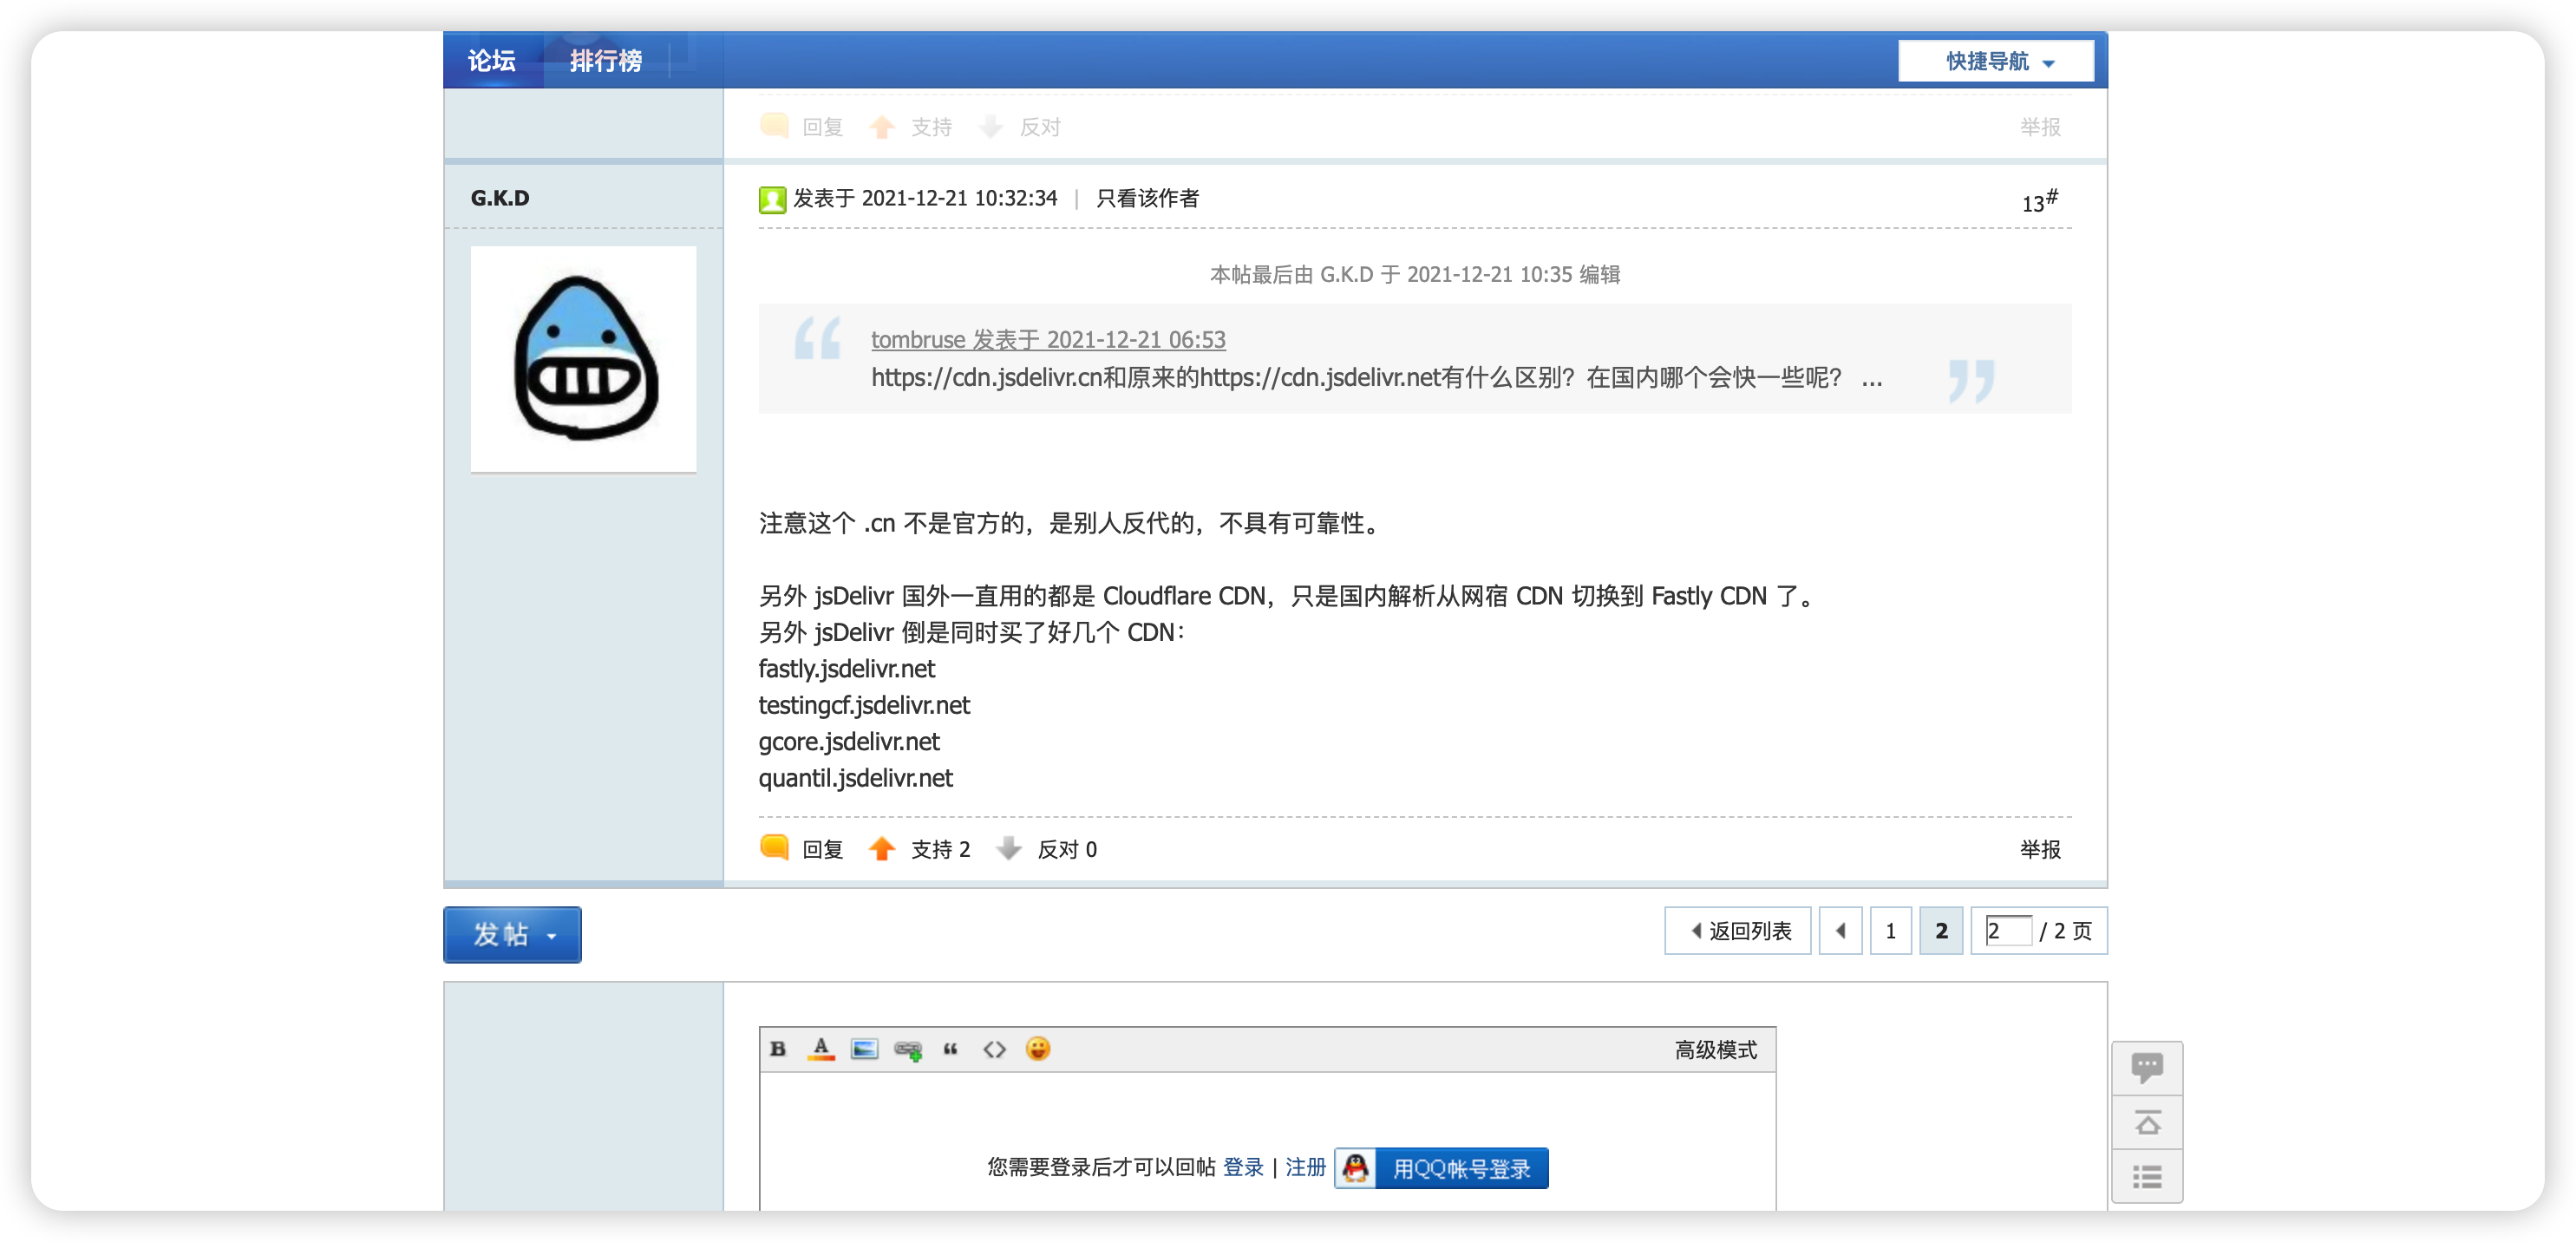 论坛 排行榜 快捷导航
回复 支持 反对 举报
G.K.D
发表于 2021-12-21 10:32:34 | 只看该作者 13#
本帖最后由 G.K.D 于 2021-12-21 10:35 编辑
tombruse 发表于 2021-12-21 06:53
https://cdn.jsdelivr.cn和原来的https://cdn.jsdelivr.net有什么区别？在国内哪个会快一些呢？ ...
注意这个 .cn 不是官方的，是别人反代的，不具有可靠性。
另外 jsDelivr 国外一直用的都是 Cloudflare CDN，只是国内解析从网宿 CDN 切换到 Fastly CDN 了。
另外 jsDelivr 倒是同时买了好几个 CDN：
fastly.jsdelivr.net
testingcf.jsdelivr.net
gcore.jsdelivr.net
quantil.jsdelivr.net
回复 支持 2 反对 0 举报
发帖 返回列表 1 2 2 / 2 页
B A “ <> 高级模式
您需要登录后才可以回帖 登录 | 注册 用QQ帐号登录